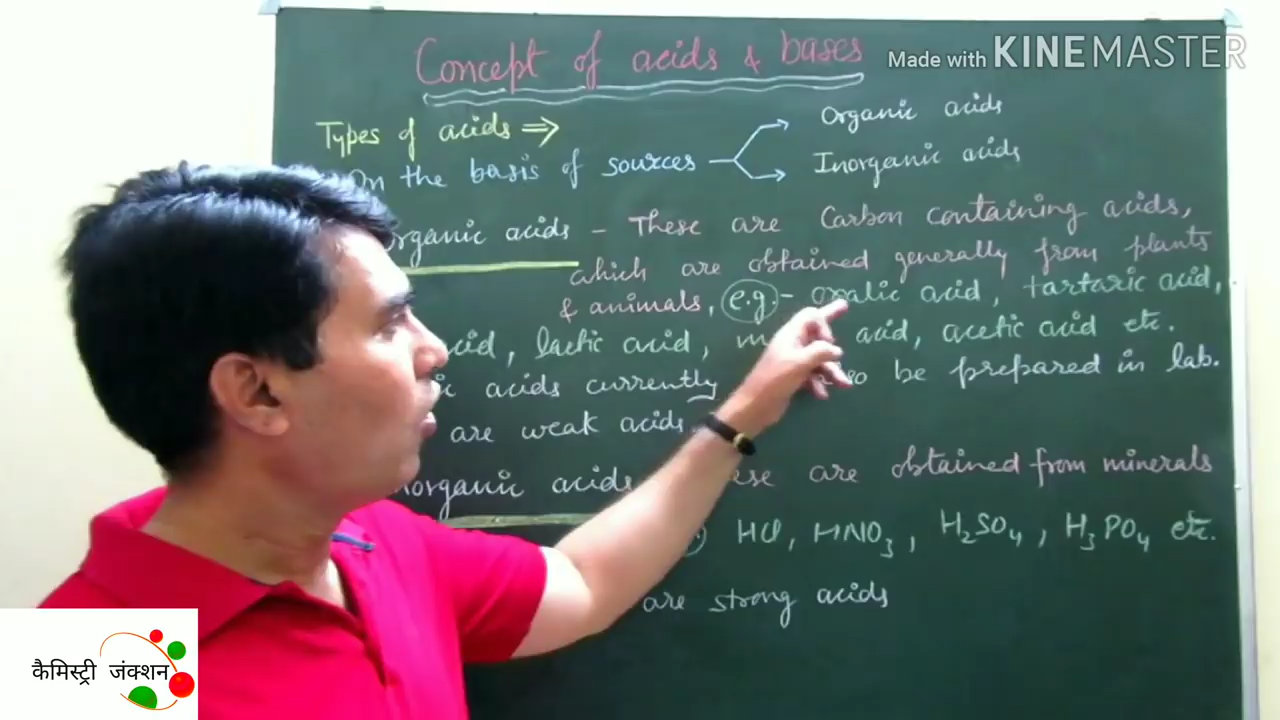 Concept of acids & bases
Made with KINEMASTER
Types of acids ⇒
On the basis of sources
Organic acids
Inorganic acids
rganic acids - These are Carbon containing acids,
which are obtained generally from plants
& animals, e.g. - oxalic acid, tartaric acid,
acid, lactic acid, acid, acetic acid etc.
ic acids currently be prepared in lab.
are weak acids
norganic acids are obtained from minerals
HCl, HNO₃, H₂SO₄, H₃PO₄ etc.
are strong acids
कैमिस्ट्री जंक्शन